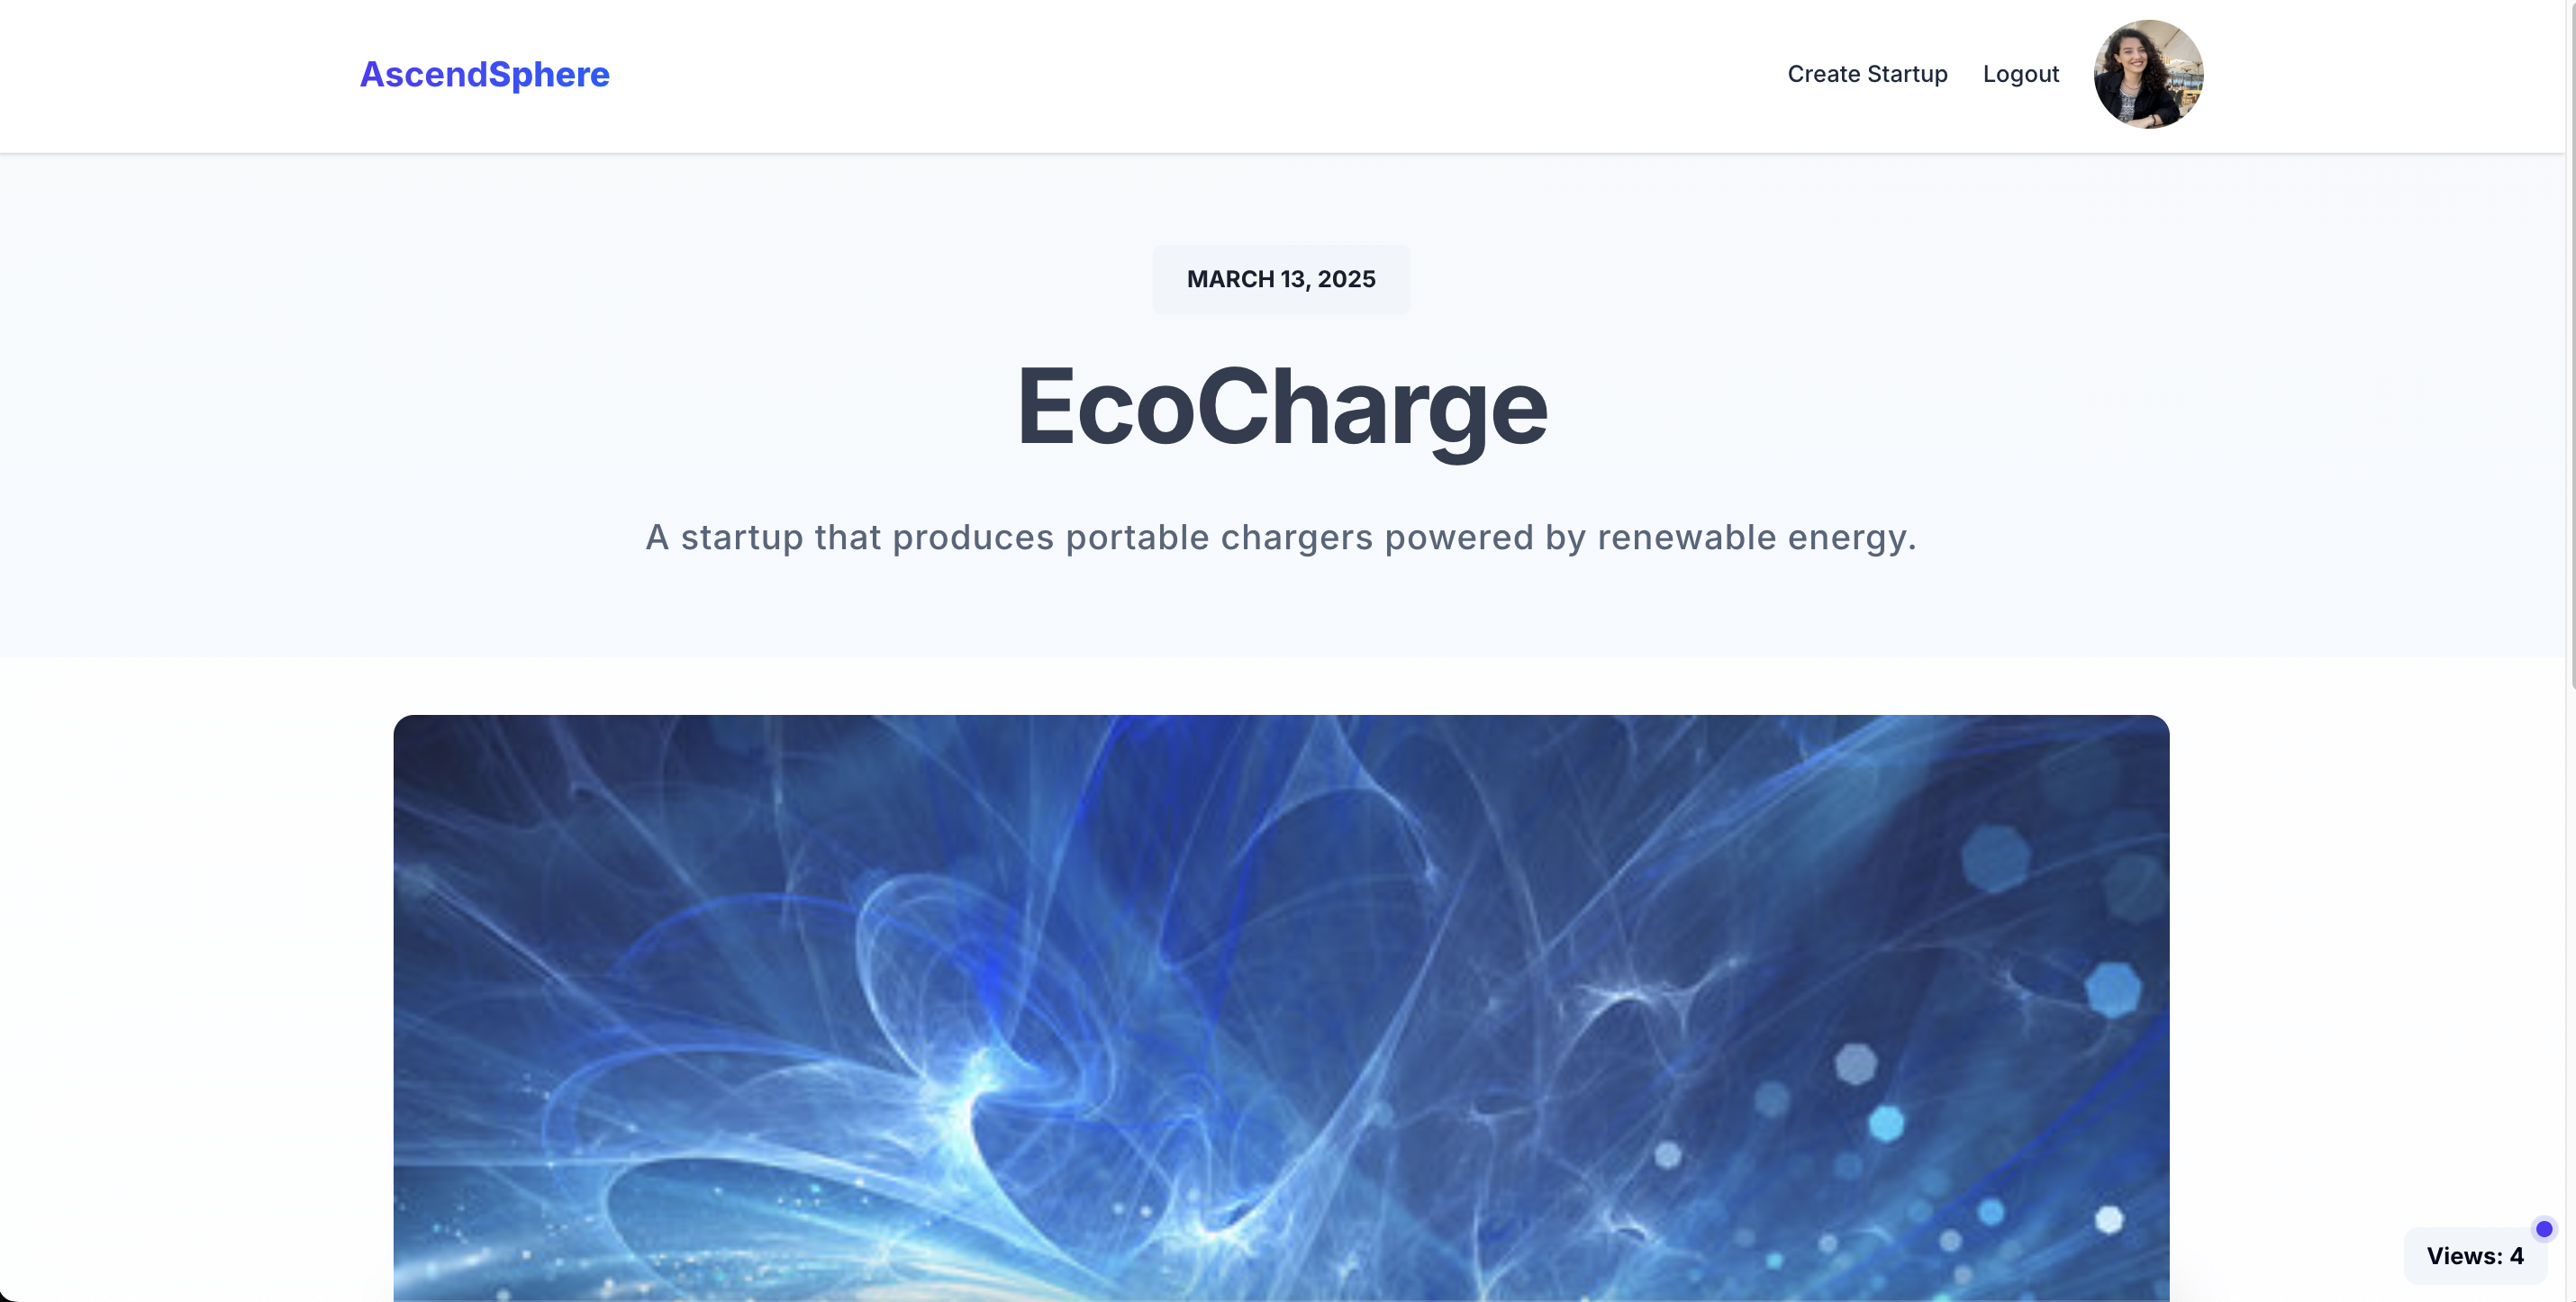 AscendSphere
Create Startup
Logout
MARCH 13, 2025
EcoCharge
A startup that produces portable chargers powered by renewable energy.
Views: 4